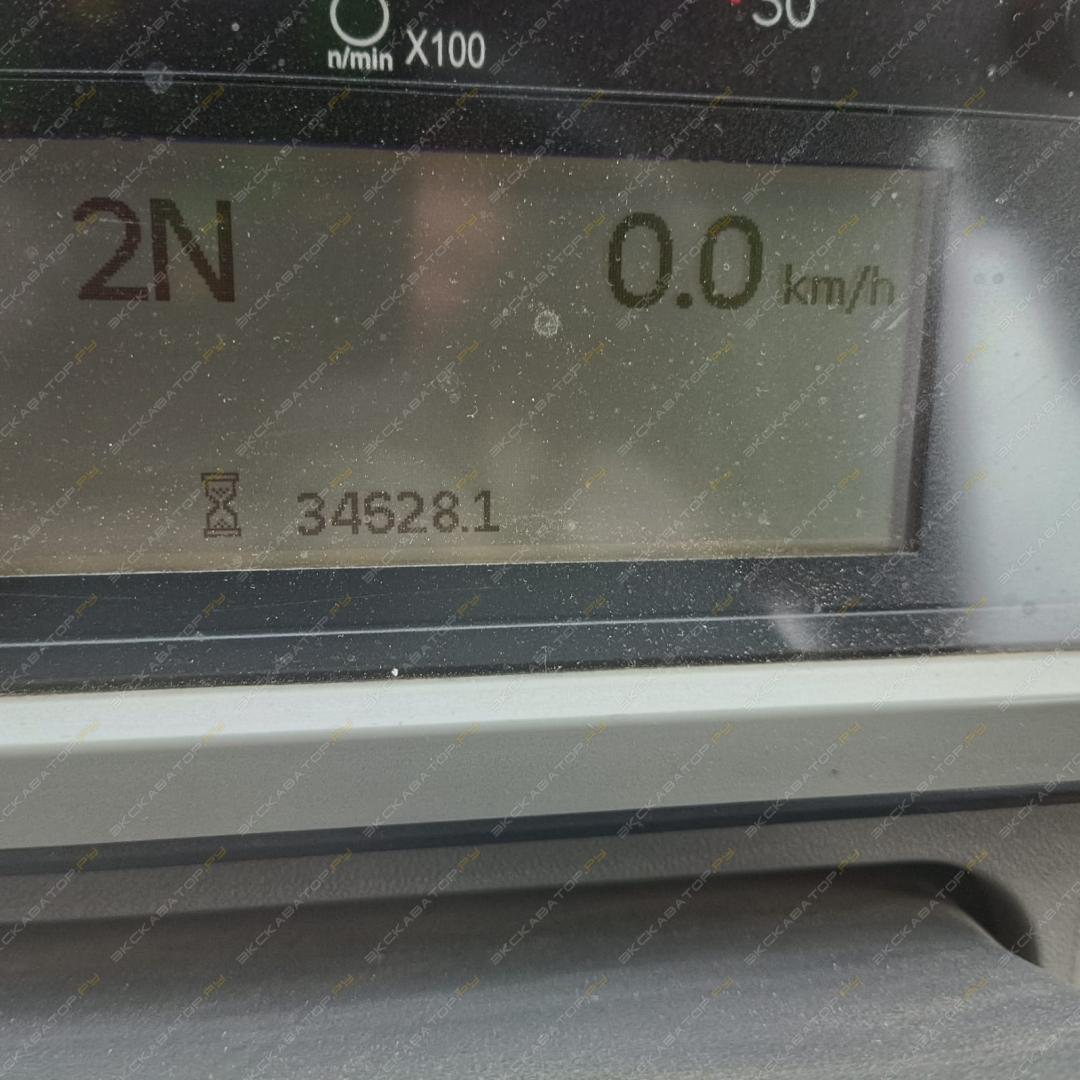 30
n/min X100
2N 0.0 km/h
34628.1
ЭКСКАВАТОР.РУ